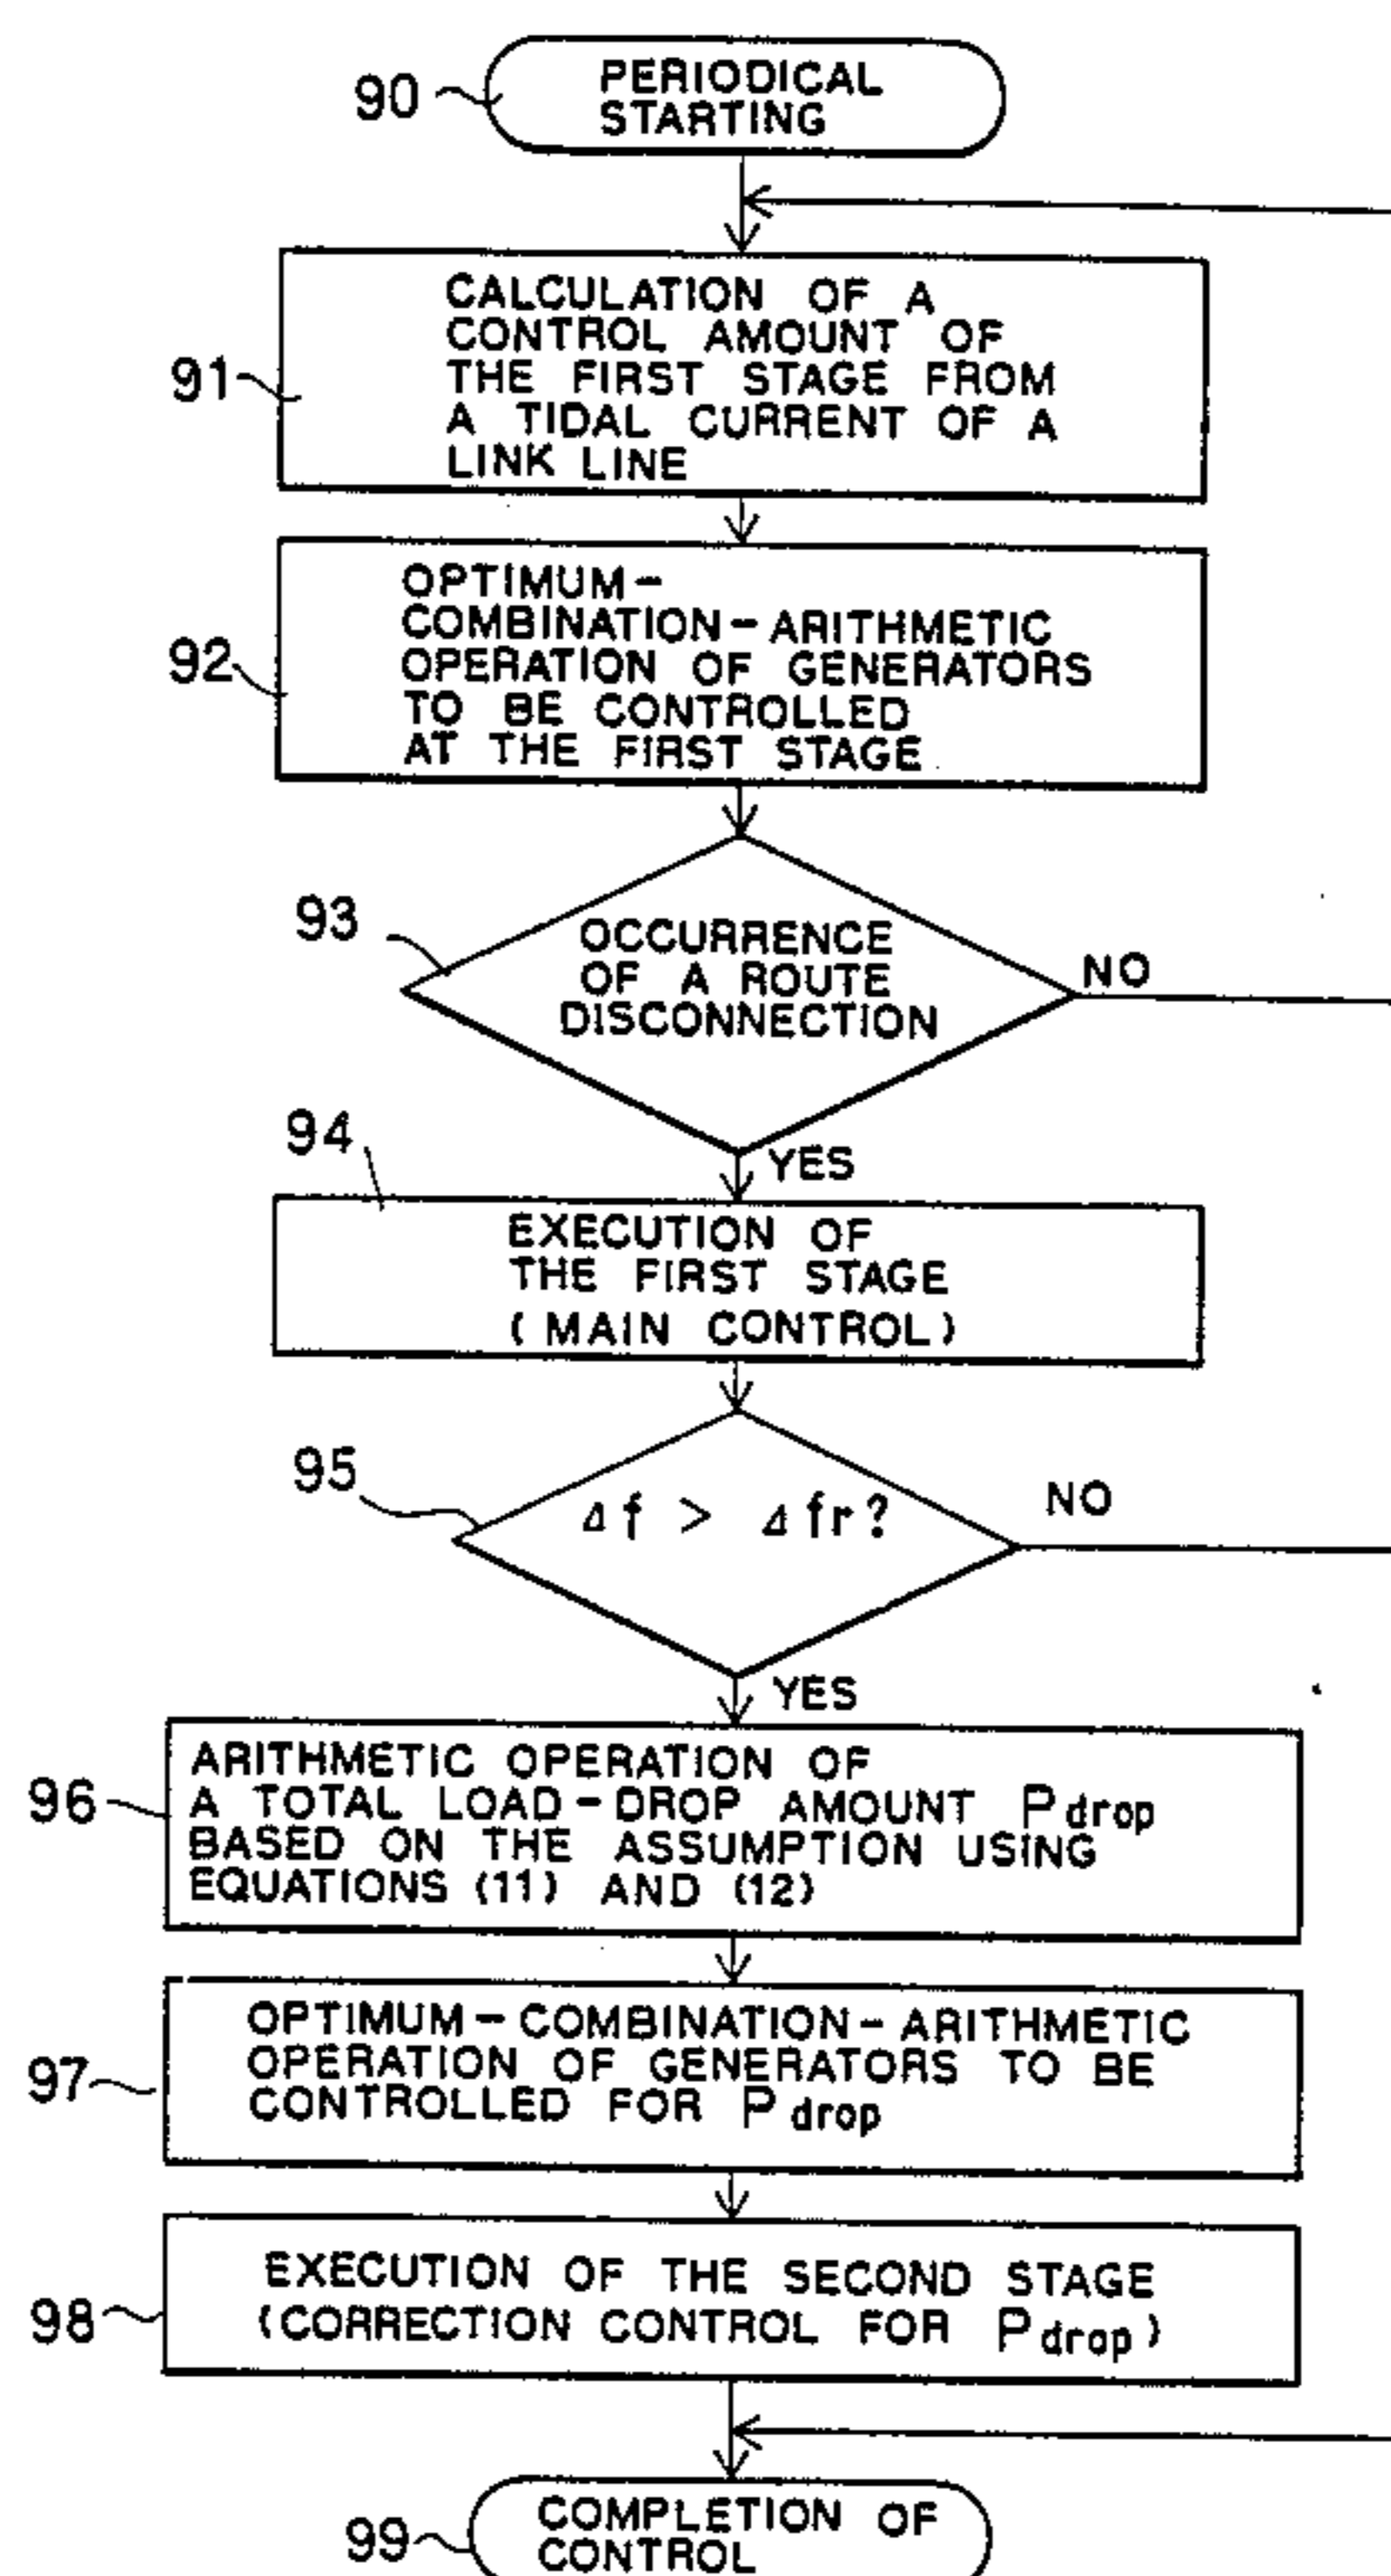 90
PERIODICAL
STARTING
91
CALCULATION OF A
CONTROL AMOUNT OF
THE FIRST STAGE FROM
A TIDAL CURRENT OF A
LINK LINE
92
OPTIMUM-
COMBINATION-ARITHMETIC
OPERATION OF GENERATORS
TO BE CONTROLLED
AT THE FIRST STAGE
93
OCCURRENCE
OF A ROUTE
DISCONNECTION
NO
YES
94
EXECUTION OF
THE FIRST STAGE
(MAIN CONTROL)
95
Δf > Δfr?
NO
YES
96
ARITHMETIC OPERATION OF
A TOTAL LOAD-DROP AMOUNT Pdrop
BASED ON THE ASSUMPTION USING
EQUATIONS (11) AND (12)
97
OPTIMUM-COMBINATION-ARITHMETIC
OPERATION OF GENERATORS TO BE
CONTROLLED FOR Pdrop
98
EXECUTION OF THE SECOND STAGE
(CORRECTION CONTROL FOR Pdrop)
99
COMPLETION OF
CONTROL